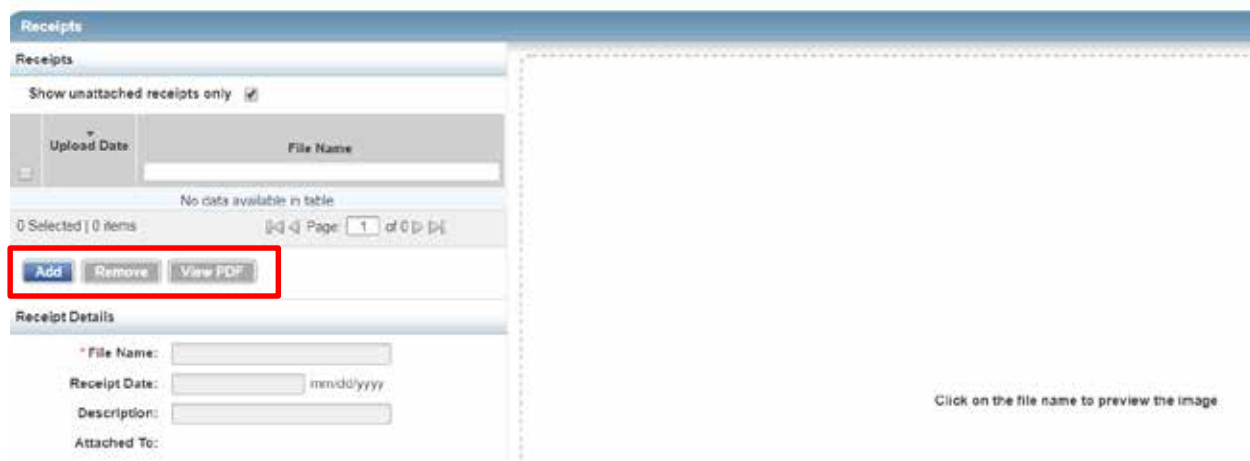 Receipts
Receipts
Show unattached receipts only
Upload Date
File Name
No data available in table
0 Selected | 0 items
Page 1 of 0
Add Remove View PDF
Receipt Details
* File Name:
Receipt Date: mm/dd/yyyy
Description:
Click on the file name to preview the image
Attached To: